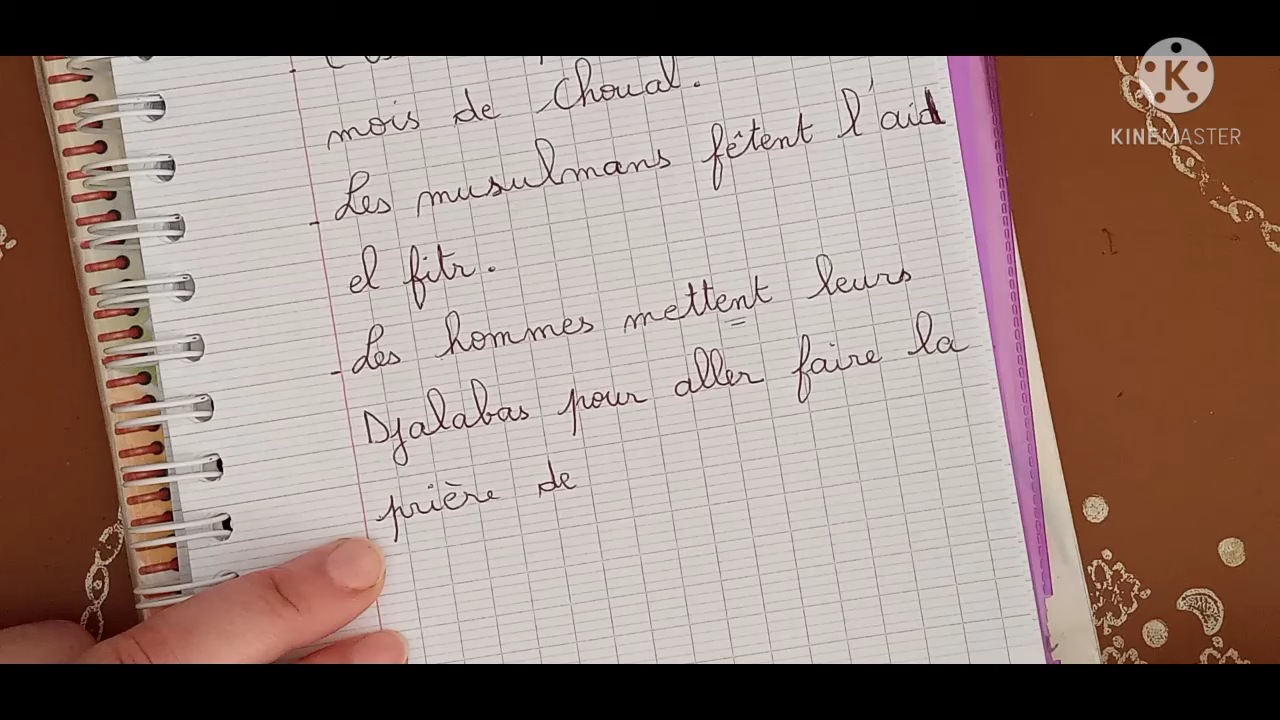 mois de Choual.
- Les musulmans fêtent l'aid
el fitr.
- Les hommes mettent leurs
Djalabas pour aller faire la
prière de
K
KINEMASTER